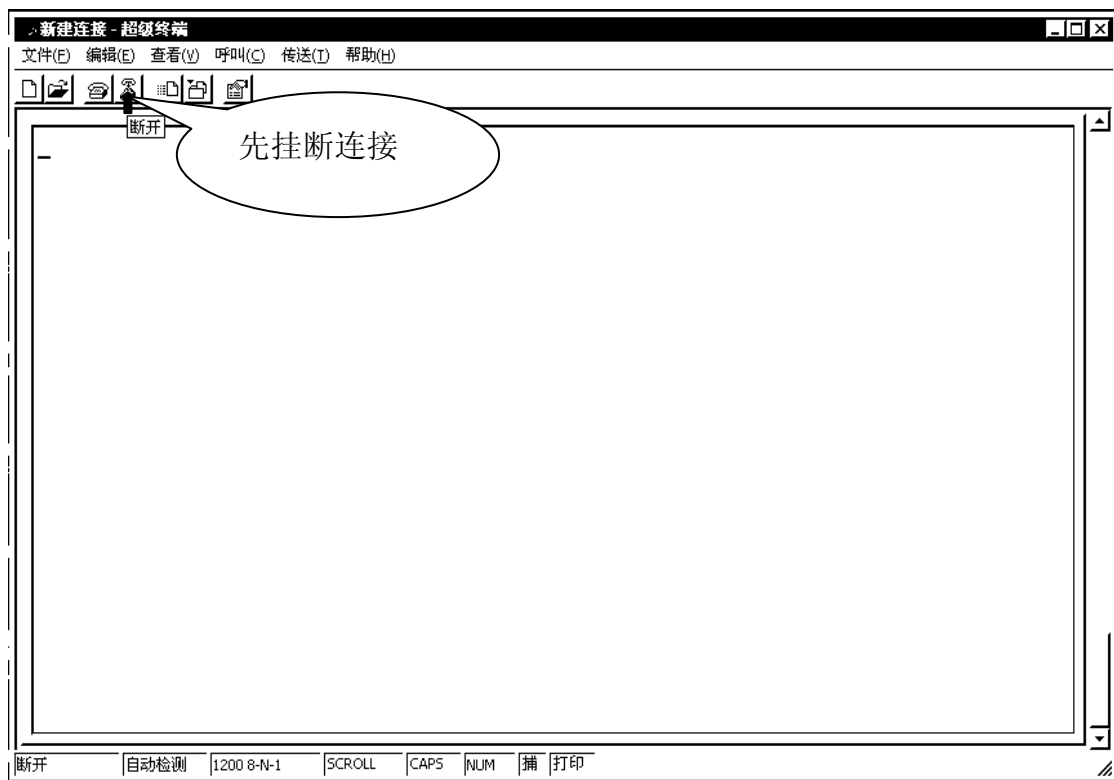 新建连接 - 超级终端
文件(F) 编辑(E) 查看(V) 呼叫(C) 传送(T) 帮助(H)
断开
先挂断连接
断开 自动检测 1200 8-N-1 SCROLL CAPS NUM 捕 打印